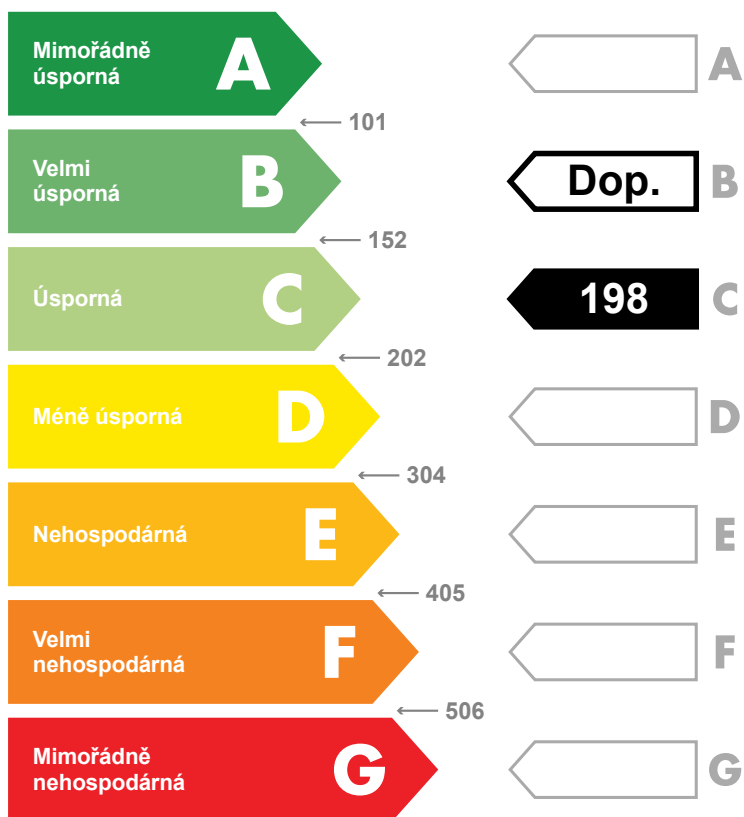 Mimořádně
úsporná
A
A
← 101
Velmi
úsporná
B
Dop.
B
← 152
Úsporná
C
198
C
← 202
Méně úsporná
D
D
← 304
Nehospodárná
E
E
← 405
Velmi
nehospodárná
F
F
← 506
Mimořádně
nehospodárná
G
G